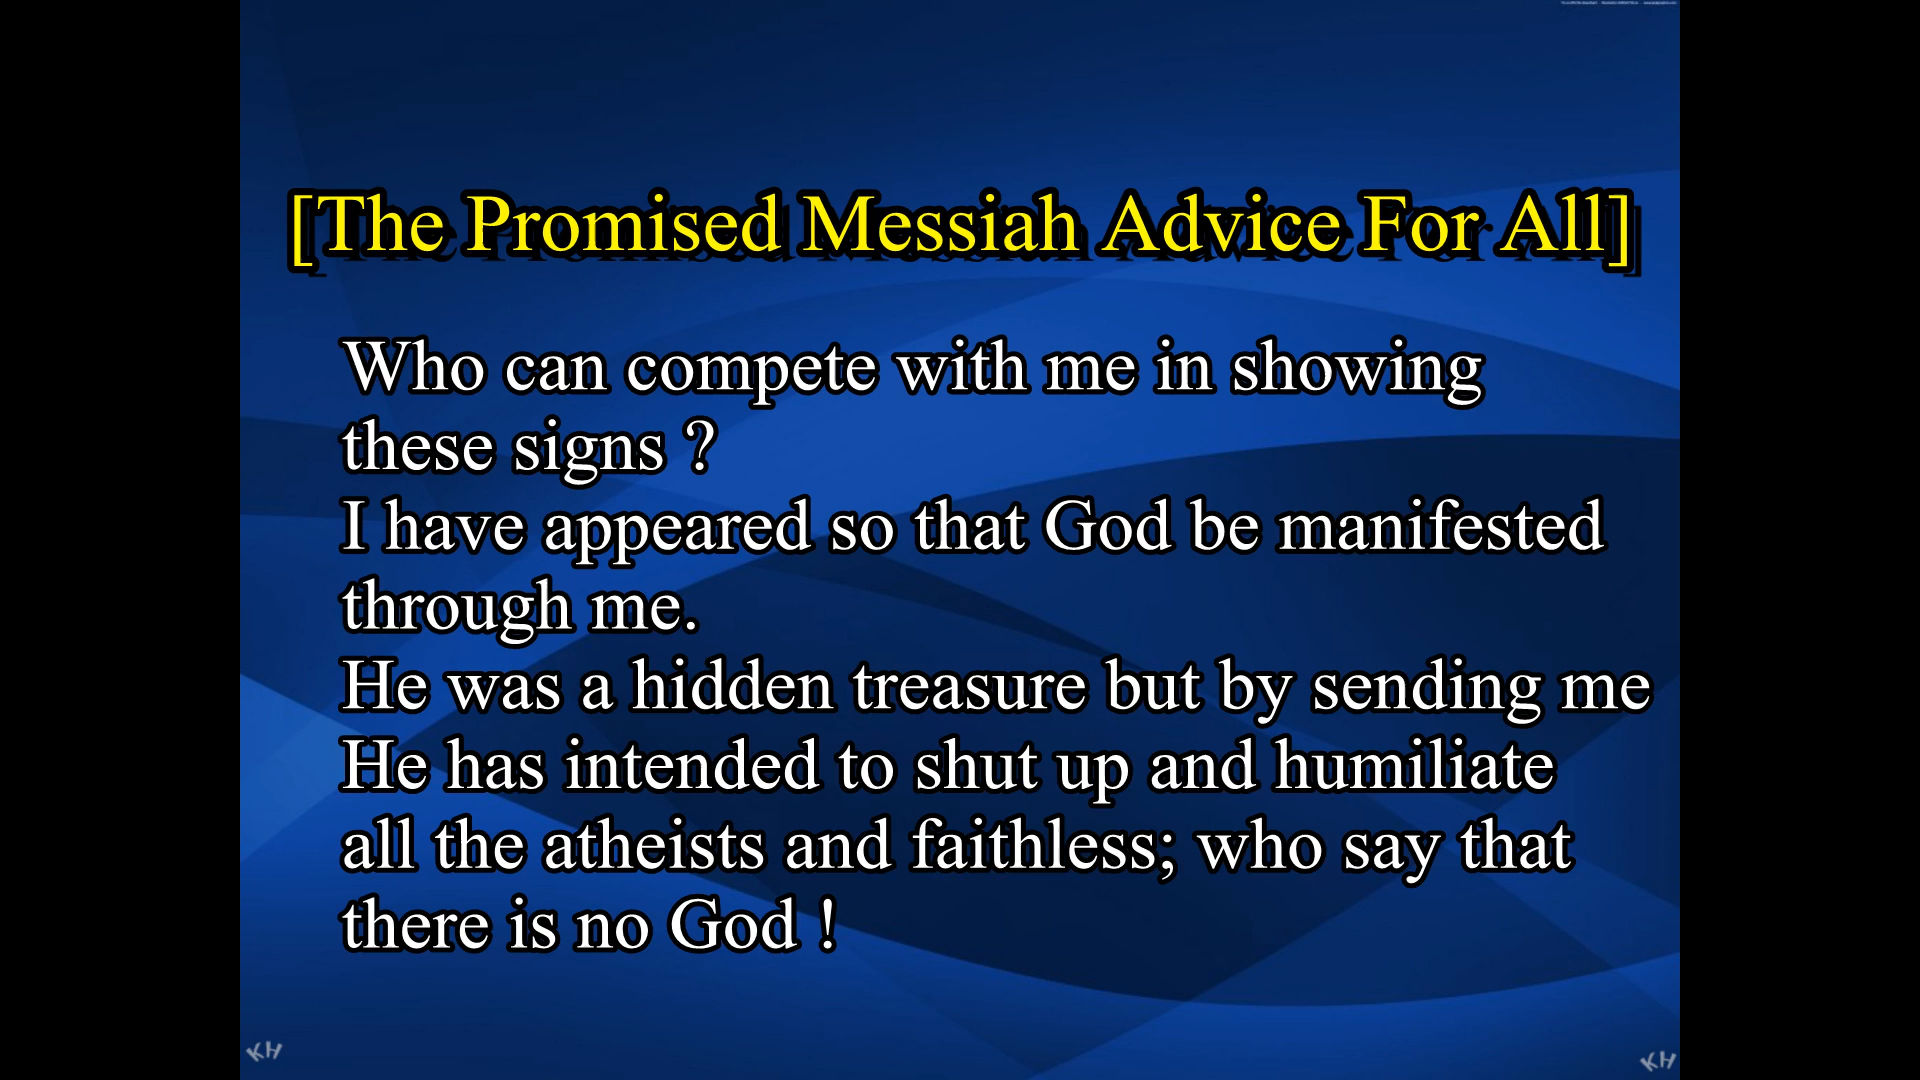 [The Promised Messiah Advice For All]
Who can compete with me in showing
these signs ?
I have appeared so that God be manifested
through me.
He was a hidden treasure but by sending me
He has intended to shut up and humiliate
all the atheists and faithless; who say that
there is no God !
KH
KH